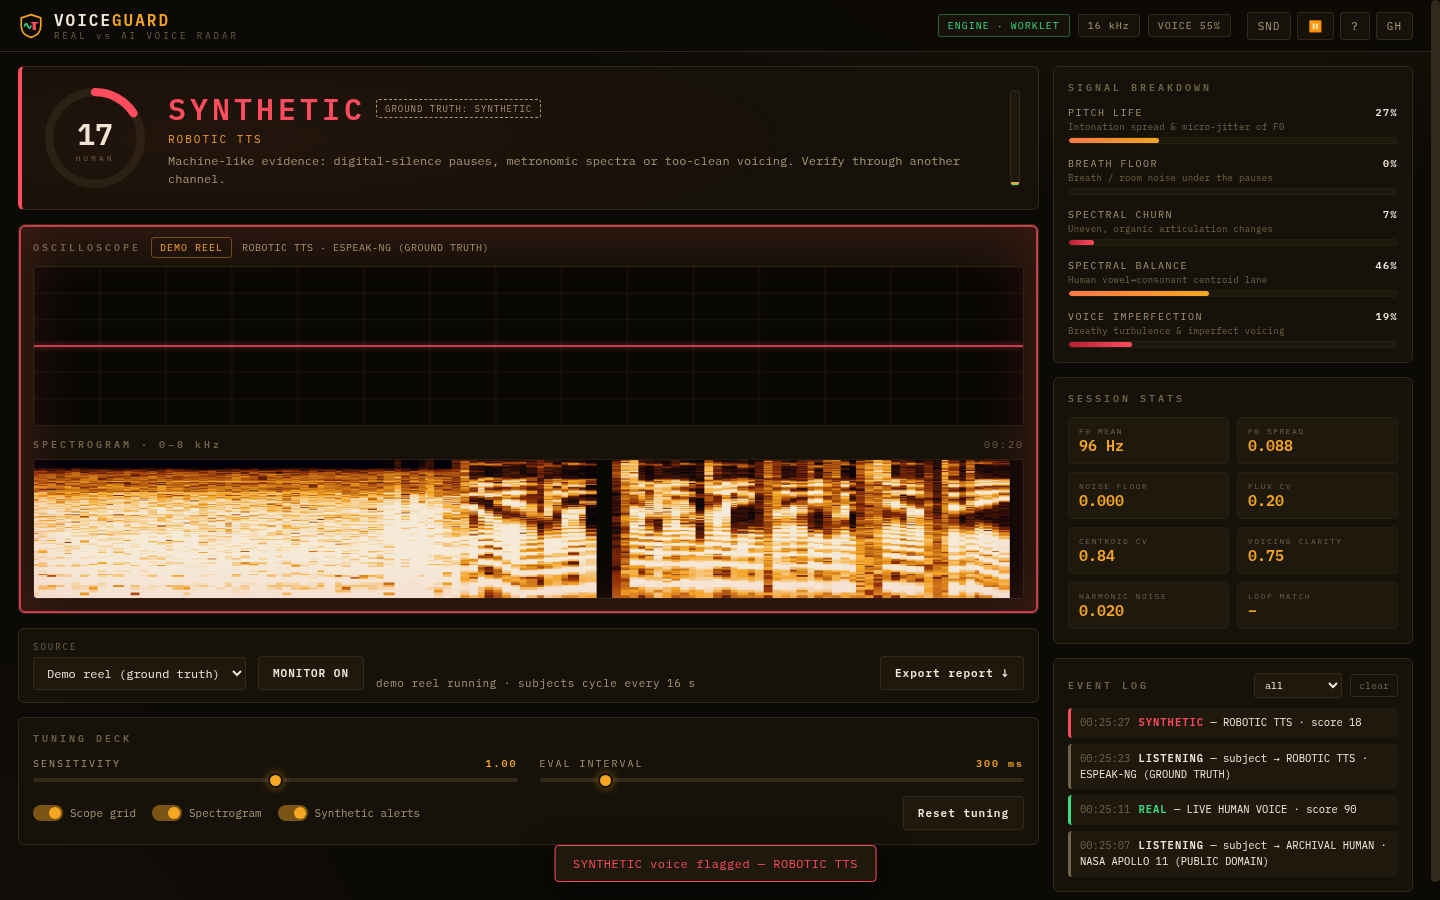 VOICEGUARD
REAL vs AI VOICE RADAR
ENGINE · WORKLET
16 kHz
VOICE 55%
SND
?
GH
17
HUMAN
SYNTHETIC
GROUND TRUTH: SYNTHETIC
ROBOTIC TTS
Machine-like evidence: digital-silence pauses, metronomic spectra or too-clean voicing. Verify through another
channel.
OSCILLOSCOPE
DEMO REEL
ROBOTIC TTS · ESPEAK-NG (GROUND TRUTH)
SPECTROGRAM · 0–8 kHz
00:20
SOURCE
Demo reel (ground truth)
MONITOR ON
demo reel running · subjects cycle every 16 s
Export report ↓
TUNING DECK
SENSITIVITY
1.00
EVAL INTERVAL
300 ms
Scope grid
Spectrogram
Synthetic alerts
Reset tuning
SYNTHETIC voice flagged — ROBOTIC TTS
SIGNAL BREAKDOWN
PITCH LIFE
27%
Intonation spread & micro-jitter of F0
BREATH FLOOR
0%
Breath / room noise under the pauses
SPECTRAL CHURN
7%
Uneven, organic articulation changes
SPECTRAL BALANCE
46%
Human vowel↔consonant centroid lane
VOICE IMPERFECTION
19%
Breathy turbulence & imperfect voicing
SESSION STATS
F0 MEAN
96 Hz
F0 SPREAD
0.088
NOISE FLOOR
0.000
FLUX CV
0.20
CENTROID CV
0.84
VOICING CLARITY
0.75
HARMONIC NOISE
0.020
LOOP MATCH
–
EVENT LOG
all
clear
00:25:27 SYNTHETIC — ROBOTIC TTS · score 18
00:25:23 LISTENING — subject → ROBOTIC TTS ·
ESPEAK-NG (GROUND TRUTH)
00:25:11 REAL — LIVE HUMAN VOICE · score 90
00:25:07 LISTENING — subject → ARCHIVAL HUMAN ·
NASA APOLLO 11 (PUBLIC DOMAIN)